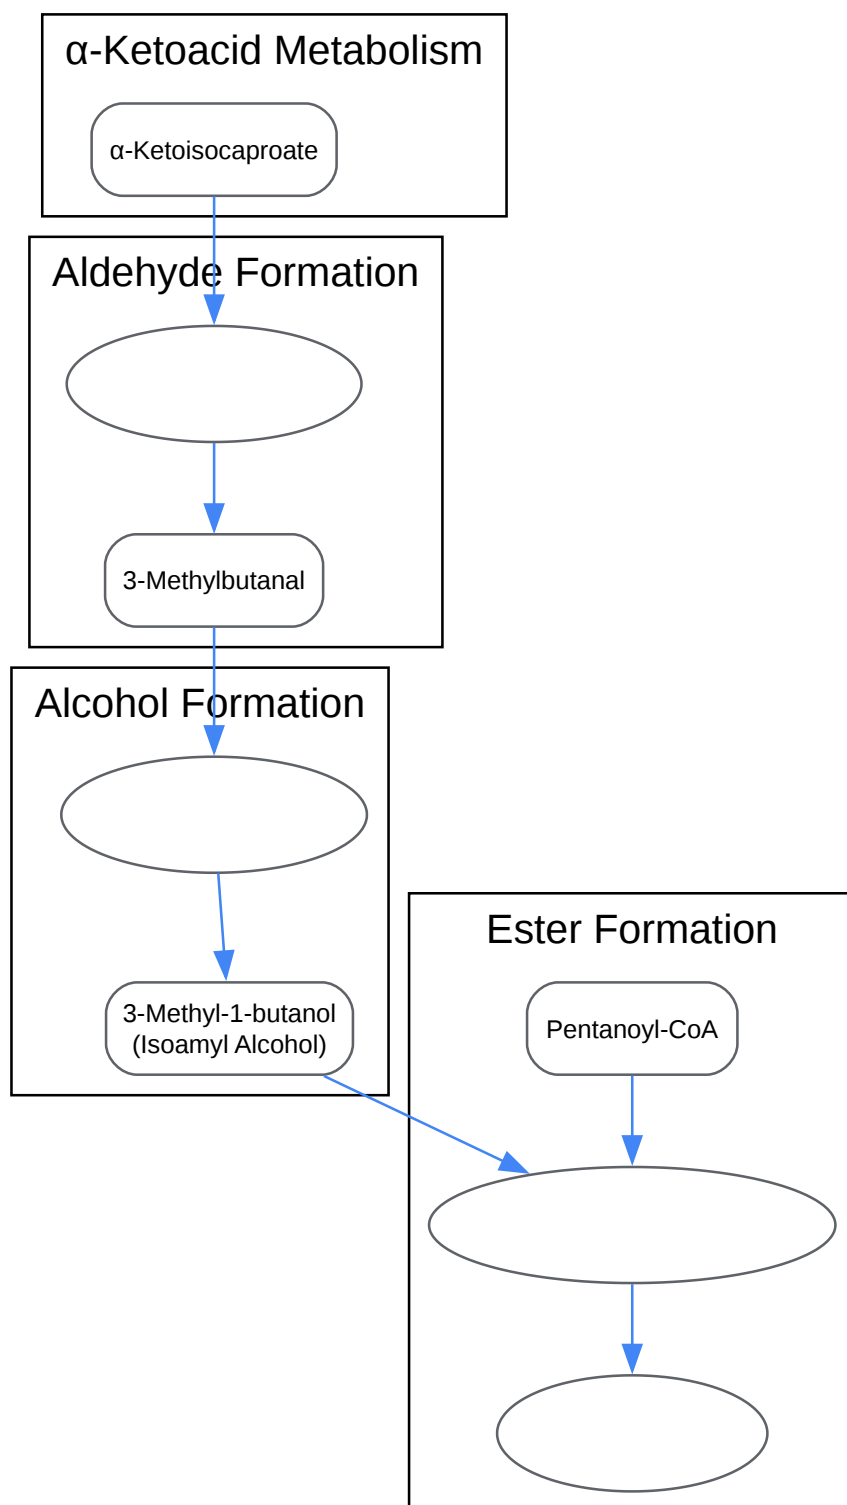 α-Ketoacid Metabolism
α-Ketoisocaproate
Aldehyde Formation
3-Methylbutanal
Alcohol Formation
3-Methyl-1-butanol
(Isoamyl Alcohol)
Ester Formation
Pentanoyl-CoA